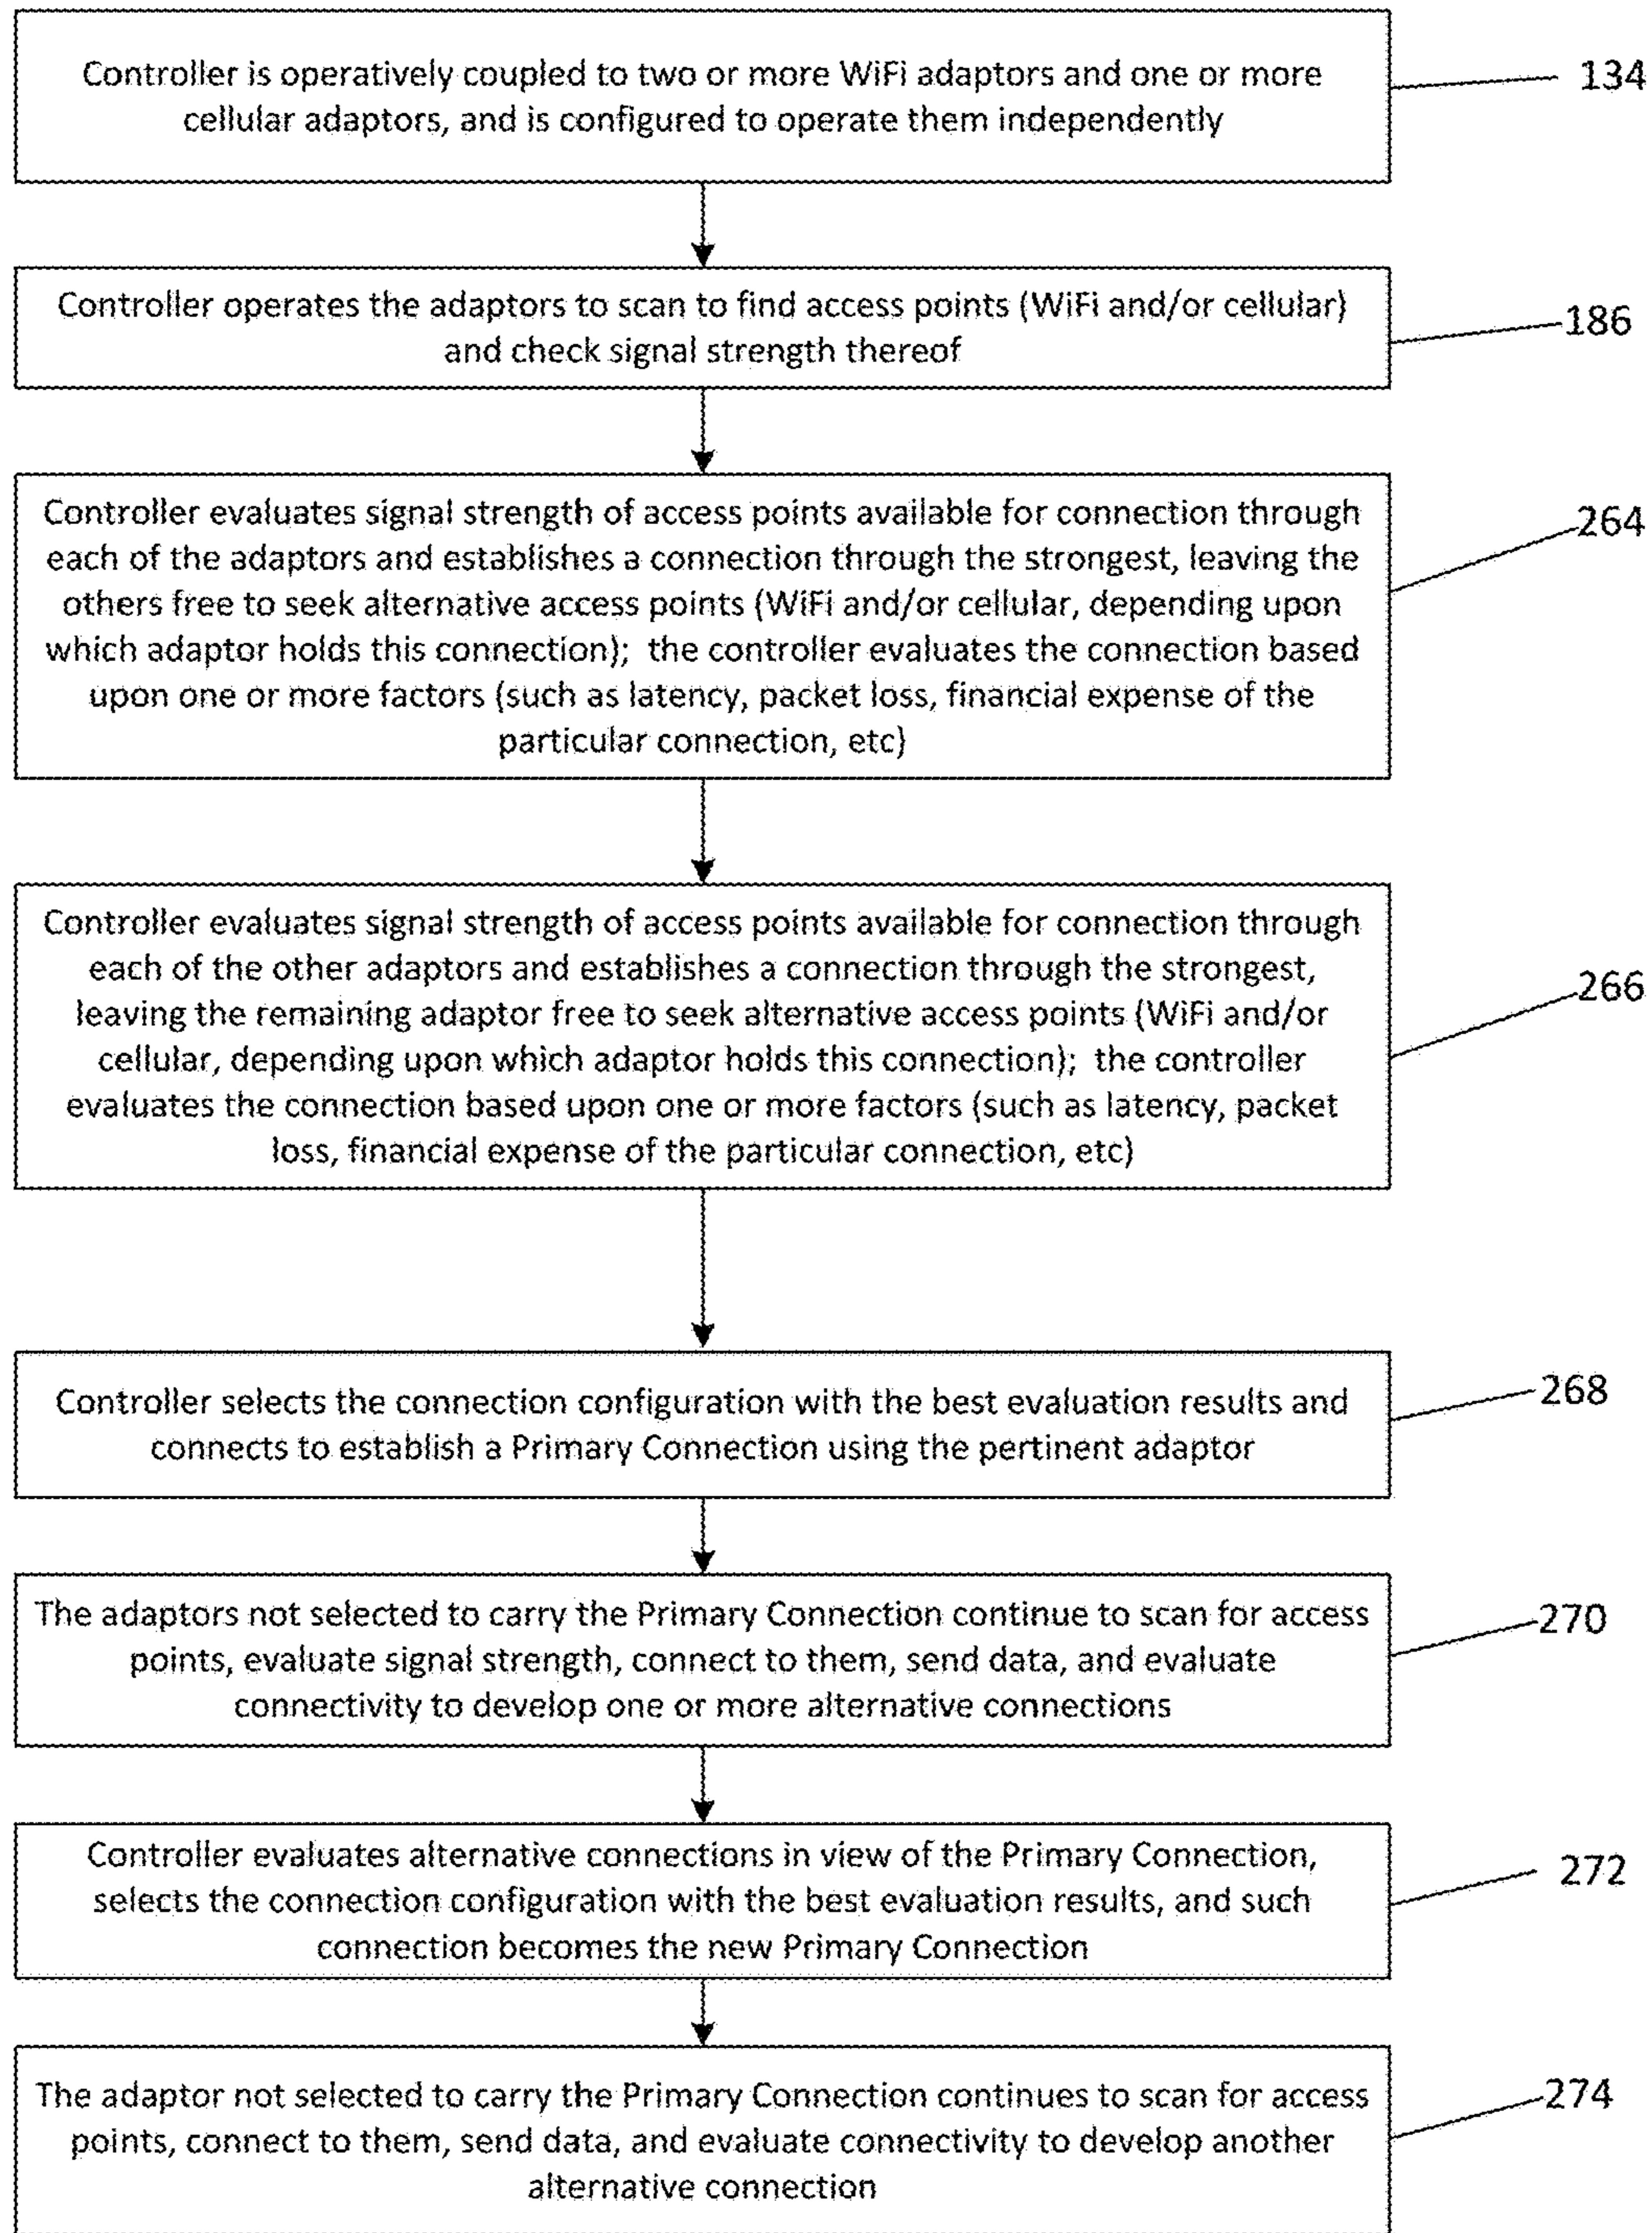 Controller is operatively coupled to two or more WiFi adaptors and one or more
cellular adaptors, and is configured to operate them independently
134
Controller operates the adaptors to scan to find access points (WiFi and/or cellular)
and check signal strength thereof
186
Controller evaluates signal strength of access points available for connection through
each of the adaptors and establishes a connection through the strongest, leaving the
others free to seek alternative access points (WiFi and/or cellular, depending upon
which adaptor holds this connection); the controller evaluates the connection based
upon one or more factors (such as latency, packet loss, financial expense of the
particular connection, etc)
264
Controller evaluates signal strength of access points available for connection through
each of the other adaptors and establishes a connection through the strongest,
leaving the remaining adaptor free to seek alternative access points (WiFi and/or
cellular, depending upon which adaptor holds this connection); the controller
evaluates the connection based upon one or more factors (such as latency, packet
loss, financial expense of the particular connection, etc)
266
Controller selects the connection configuration with the best evaluation results and
connects to establish a Primary Connection using the pertinent adaptor
268
The adaptors not selected to carry the Primary Connection continue to scan for access
points, evaluate signal strength, connect to them, send data, and evaluate
connectivity to develop one or more alternative connections
270
Controller evaluates alternative connections in view of the Primary Connection,
selects the connection configuration with the best evaluation results, and such
connection becomes the new Primary Connection
272
The adaptor not selected to carry the Primary Connection continues to scan for access
points, connect to them, send data, and evaluate connectivity to develop another
alternative connection
274